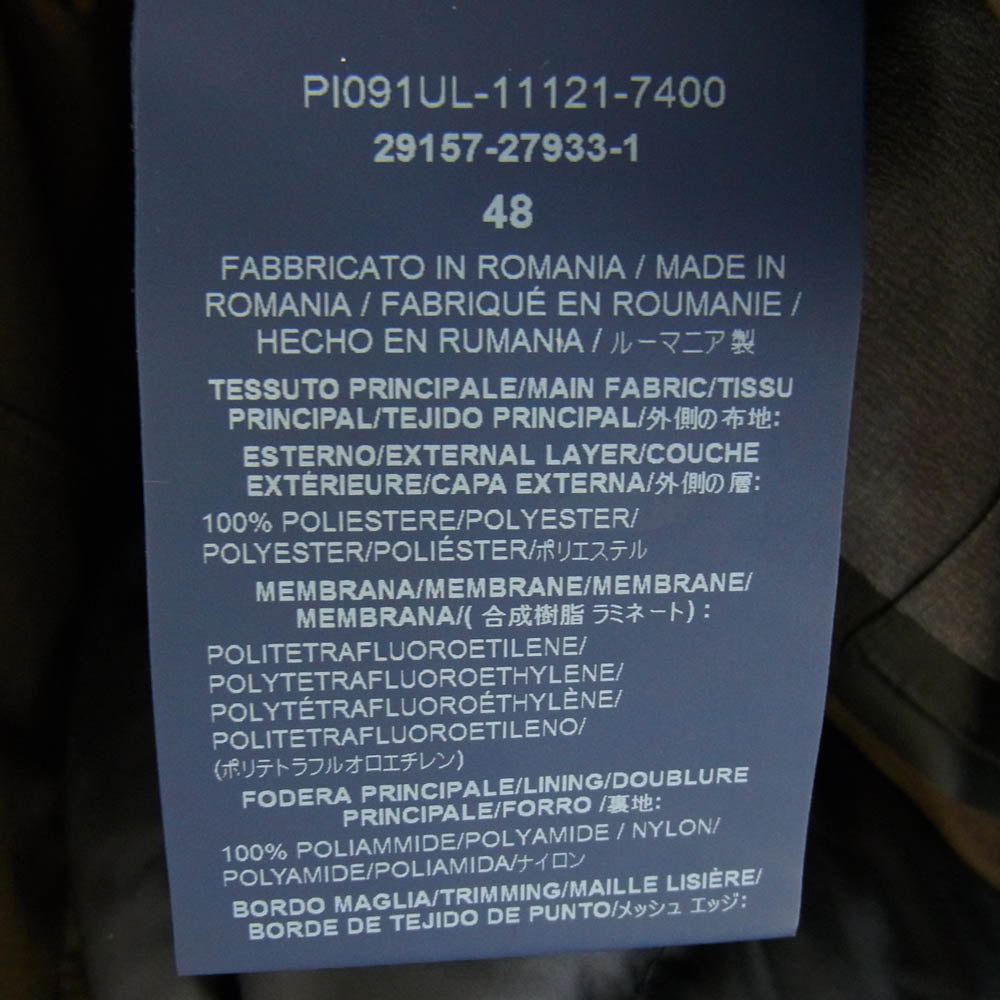 PI091UL-11121-7400
29157-27933-1
48
FABBRICATO IN ROMANIA / MADE IN
ROMANIA / FABRIQUÉ EN ROUMANIE /
HECHO EN RUMANIA / ルーマニア製
TESSUTO PRINCIPALE/MAIN FABRIC/TISSU
PRINCIPAL/TEJIDO PRINCIPAL/外側の布地:
ESTERNO/EXTERNAL LAYER/COUCHE
EXTÉRIEURE/CAPA EXTERNA/外側の層:
100% POLIESTERE/POLYESTER/
POLYESTER/POLIÉSTER/ポリエステル
MEMBRANA/MEMBRANE/MEMBRANE/
MEMBRANA/( 合成樹脂 ラミネート) :
POLITETRAFLUOROETILENE/
POLYTETRAFLUOROETHYLENE/
POLYTÉTRAFLUOROÉTHYLÈNE/
POLITETRAFLUOROETILENO/
(ポリテトラフルオロエチレン)
FODERA PRINCIPALE/LINING/DOUBLURE
PRINCIPALE/FORRO /裏地:
100% POLIAMMIDE/POLYAMIDE / NYLON/
POLYAMIDE/POLIAMIDA/ナイロン
BORDO MAGLIA/TRIMMING/MAILLE LISIÈRE/
BORDE DE TEJIDO DE PUNTO/メッシュ エッジ: